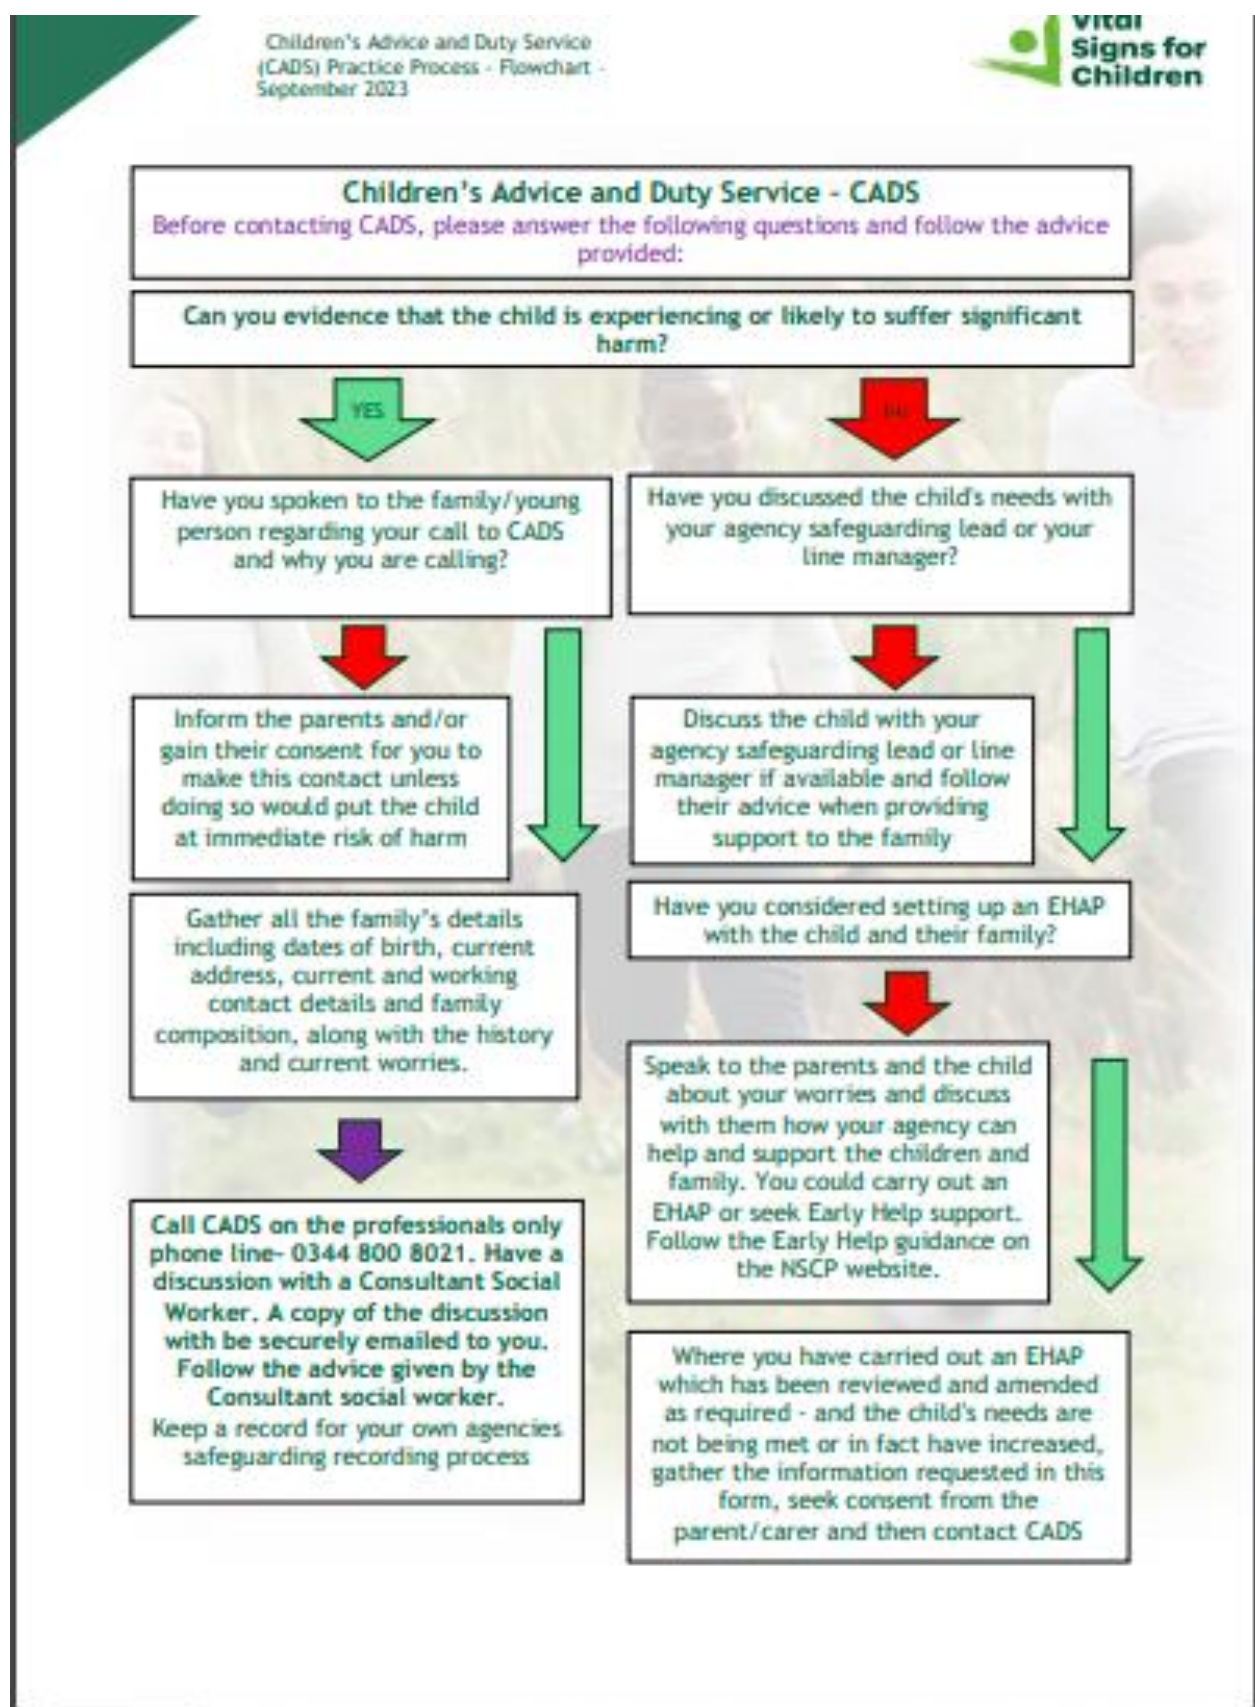 Children's Advice and Duty Service
(CADS) Practice Process - Flowchart -
September 2023
Vital
Signs for
Children
Children's Advice and Duty Service - CADS
Before contacting CADS, please answer the following questions and follow the advice
provided:
Can you evidence that the child is experiencing or likely to suffer significant
harm?
YES
NO
Have you spoken to the family/young
person regarding your call to CADS
and why you are calling?
Have you discussed the child's needs with
your agency safeguarding lead or your
line manager?
Inform the parents and/or
gain their consent for you to
make this contact unless
doing so would put the child
at immediate risk of harm
Discuss the child with your
agency safeguarding lead or line
manager if available and follow
their advice when providing
support to the family
Gather all the family's details
including dates of birth, current
address, current and working
contact details and family
composition, along with the history
and current worries.
Have you considered setting up an EHAP
with the child and their family?
Speak to the parents and the child
about your worries and discuss
with them how your agency can
help and support the children and
family. You could carry out an
EHAP or seek Early Help support.
Follow the Early Help guidance on
the NSCP website.
Call CADS on the professionals only
phone line- 0344 800 8021. Have a
discussion with a Consultant Social
Worker. A copy of the discussion
with be securely emailed to you.
Follow the advice given by the
Consultant social worker.
Keep a record for your own agencies
safeguarding recording process
Where you have carried out an EHAP
which has been reviewed and amended
as required - and the child's needs are
not being met or in fact have increased,
gather the information requested in this
form, seek consent from the
parent/carer and then contact CADS